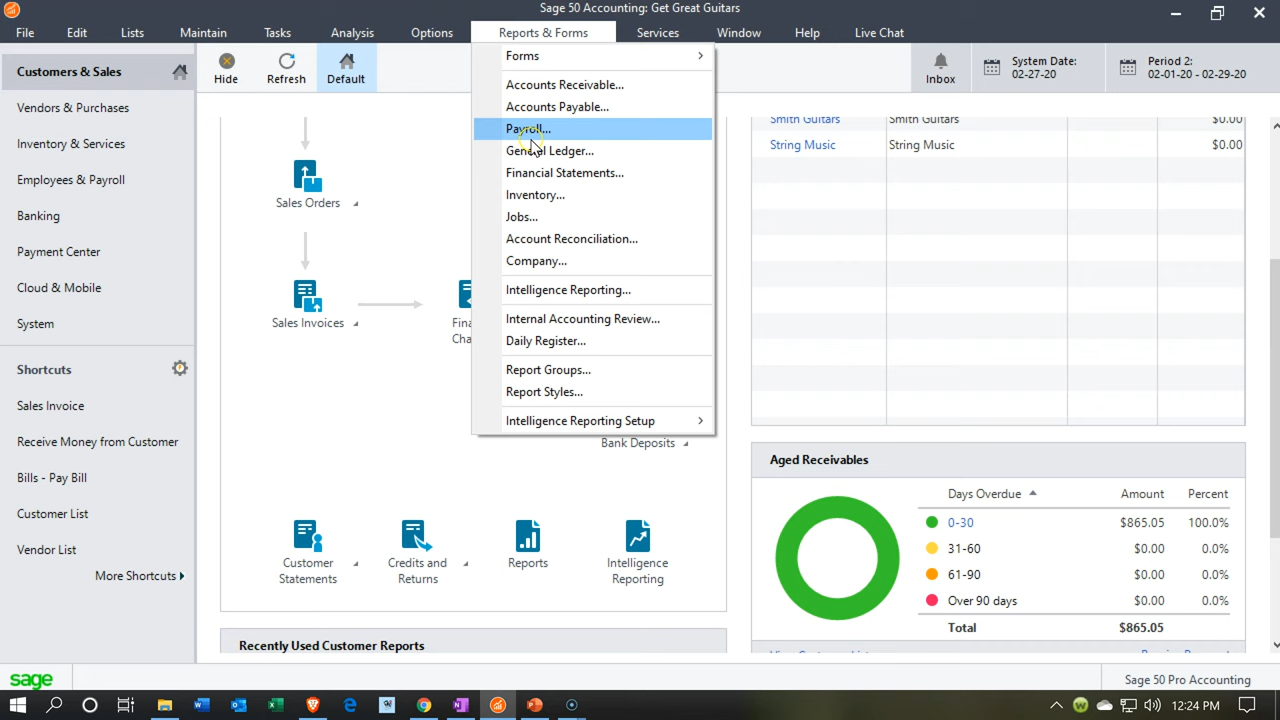 Sage 50 Accounting: Get Great Guitars
File Edit Lists Maintain Tasks Analysis Options Reports & Forms Services Window Help Live Chat
Customers & Sales
Vendors & Purchases
Inventory & Services
Employees & Payroll
Banking
Payment Center
Cloud & Mobile
System
Shortcuts
Sales Invoice
Receive Money from Customer
Bills - Pay Bill
Customer List
Vendor List
More Shortcuts
Hide Refresh Default
Inbox
System Date:
02-27-20
Period 2:
02-01-20 - 02-29-20
Forms
Accounts Receivable...
Accounts Payable...
Payroll...
General Ledger...
Financial Statements...
Inventory...
Jobs...
Account Reconciliation...
Company...
Intelligence Reporting...
Internal Accounting Review...
Daily Register...
Report Groups...
Report Styles...
Intelligence Reporting Setup
Sales Orders
Sales Invoices
Fina
Cha
Bank Deposits
Customer
Statements
Credits and
Returns
Reports
Intelligence
Reporting
Recently Used Customer Reports
Smith Guitars Smith Guitars $0.00
String Music String Music $0.00
Aged Receivables
Days Overdue Amount Percent
0-30 $865.05 100.0%
31-60 $0.00 0.0%
61-90 $0.00 0.0%
Over 90 days $0.00 0.0%
Total $865.05
sage
Sage 50 Pro Accounting
12:24 PM